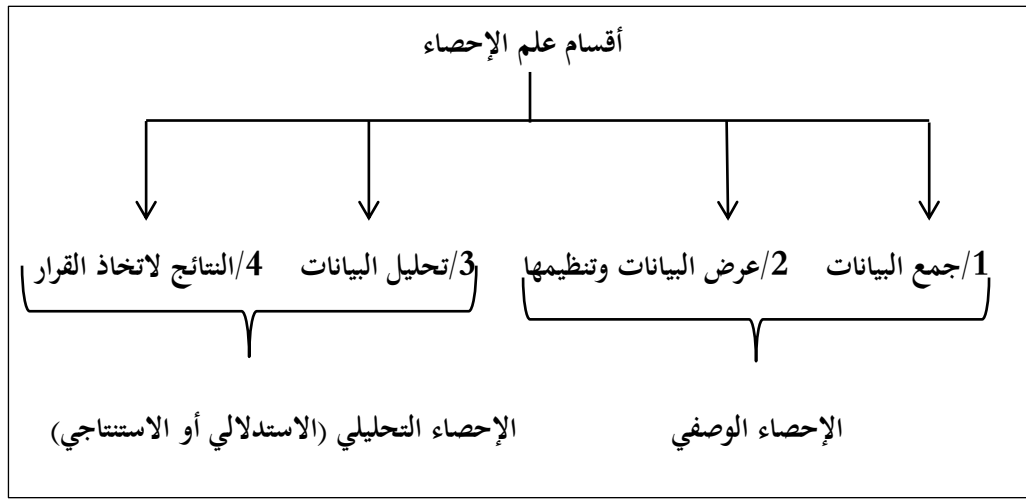 أقسام علم الإحصاء
1/جمع البيانات 2/عرض البيانات وتنظيمها 3/تحليل البيانات 4/النتائج لاتخاذ القرار
الإحصاء الوصفي الإحصاء التحليلي (الاستدلالي أو الاستنتاجي)